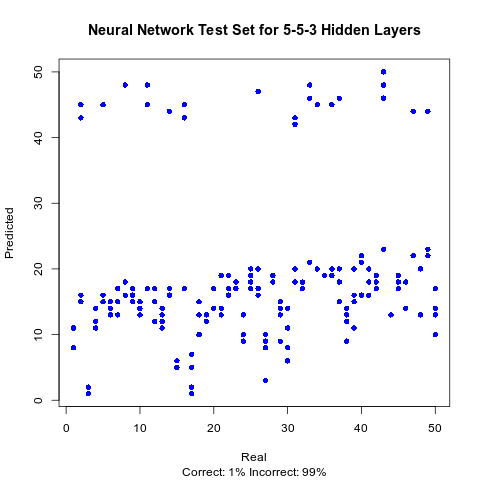 Neural Network Test Set for 5-5-3 Hidden Layers
Predicted
50
40
30
20
10
0
0 10 20 30 40 50
Real
Correct: 1% Incorrect: 99%